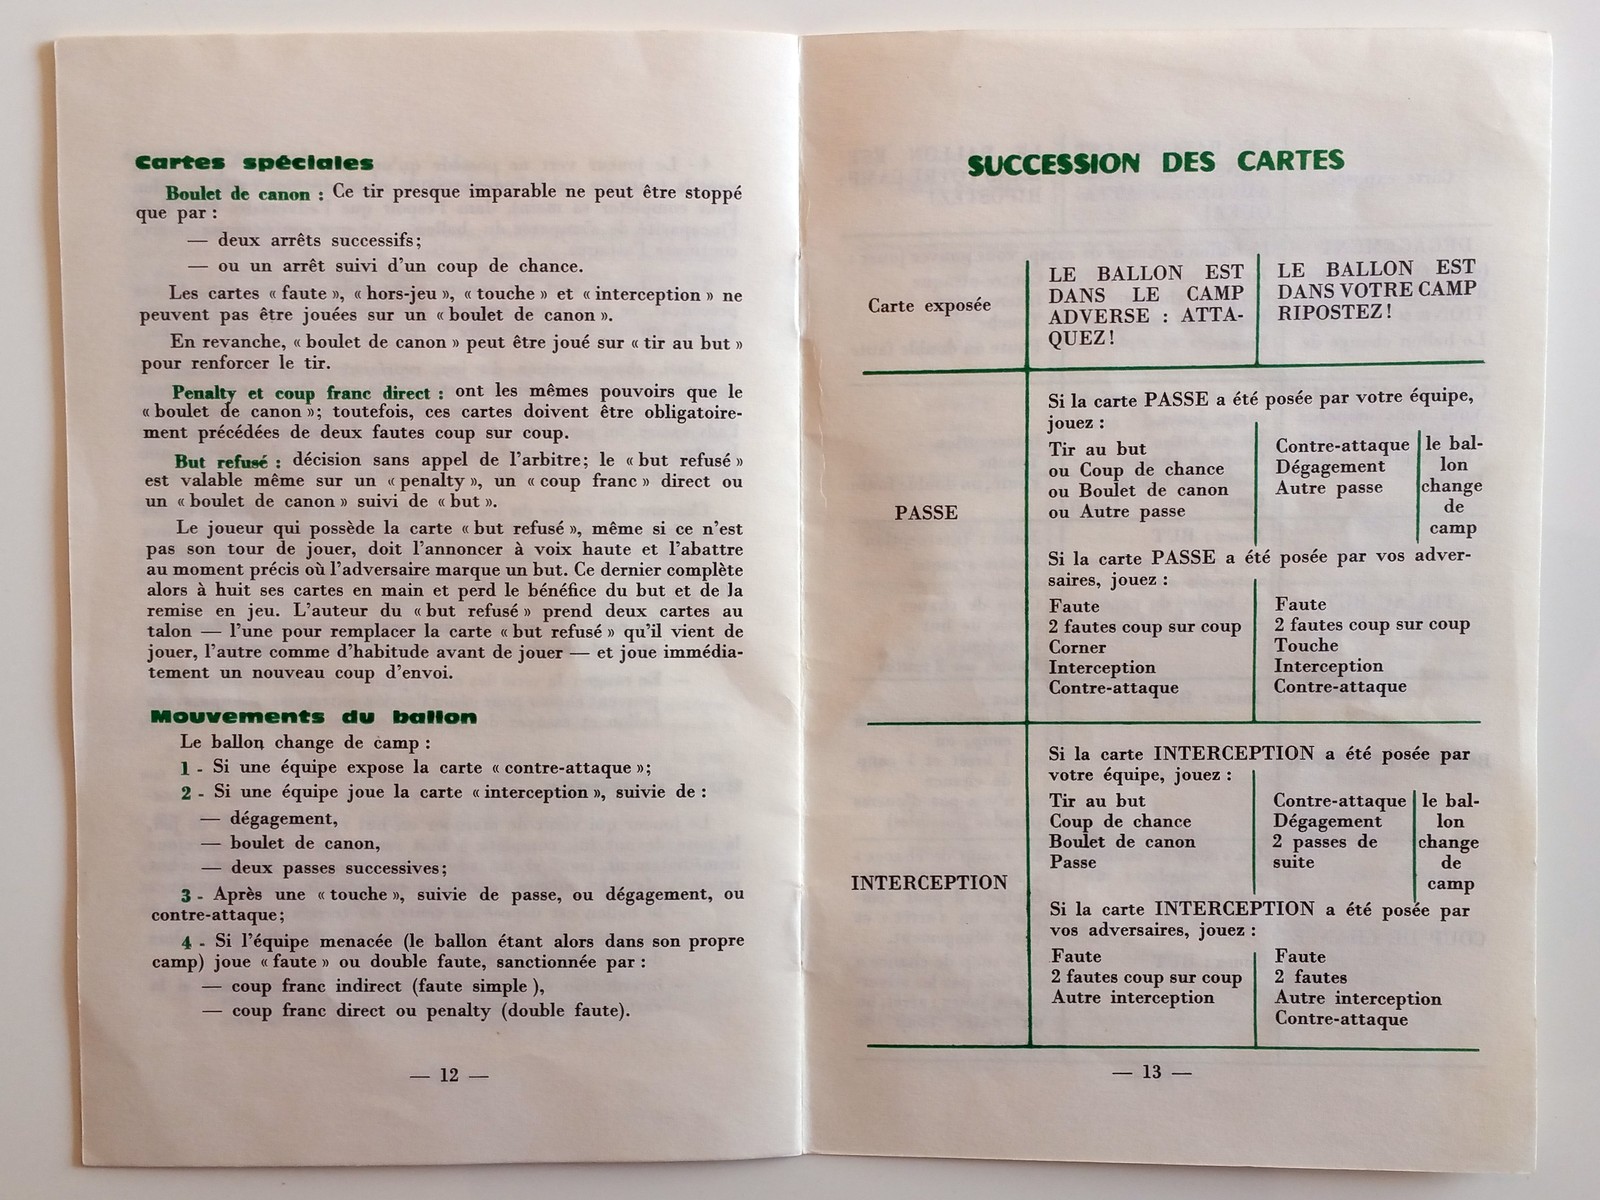 Cartes spéciales
Boulet de canon : Ce tir presque imparable ne peut être stoppé
que par :
— deux arrêts successifs;
— ou un arrêt suivi d'un coup de chance.
Les cartes « faute », « hors-jeu », « touche » et « interception » ne
peuvent pas être jouées sur un « boulet de canon ».
En revanche, « boulet de canon » peut être joué sur « tir au but »
pour renforcer le tir.
Penalty et coup franc direct : ont les mêmes pouvoirs que le
« boulet de canon »; toutefois, ces cartes doivent être obligatoire-
ment précédées de deux fautes coup sur coup.
But refusé : décision sans appel de l'arbitre; le « but refusé »
est valable même sur un « penalty », un « coup franc » direct ou
un « boulet de canon » suivi de « but ».
Le joueur qui possède la carte « but refusé », même si ce n'est
pas son tour de jouer, doit l'annoncer à voix haute et l'abattre
au moment précis où l'adversaire marque un but. Ce dernier complète
alors à huit ses cartes en main et perd le bénéfice du but et de la
remise en jeu. L'auteur du « but refusé » prend deux cartes au
talon — l'une pour remplacer la carte « but refusé » qu'il vient de
jouer, l'autre comme d'habitude avant de jouer — et joue immédia-
tement un nouveau coup d'envoi.
Mouvements du ballon
Le ballon change de camp :
1 - Si une équipe expose la carte « contre-attaque »;
2 - Si une équipe joue la carte « interception », suivie de :
— dégagement,
— boulet de canon,
— deux passes successives;
3 - Après une « touche », suivie de passe, ou dégagement, ou
contre-attaque;
4 - Si l'équipe menacée (le ballon étant alors dans son propre
camp) joue « faute » ou double faute, sanctionnée par :
— coup franc indirect (faute simple ),
— coup franc direct ou penalty (double faute).
— 12 —
SUCCESSION DES CARTES
Carte exposée
LE BALLON EST
DANS LE CAMP
ADVERSE : ATTA-
QUEZ!
LE BALLON EST
DANS VOTRE CAMP
RIPOSTEZ!
PASSE
Si la carte PASSE a été posée par votre équipe,
jouez :
Tir au but
ou Coup de chance
ou Boulet de canon
ou Autre passe
Contre-attaque
Dégagement
Autre passe
le bal-
lon
change
de
camp
Si la carte PASSE a été posée par vos adver-
saires, jouez :
Faute
2 fautes coup sur coup
Corner
Interception
Contre-attaque
Faute
2 fautes coup sur coup
Touche
Interception
Contre-attaque
INTERCEPTION
Si la carte INTERCEPTION a été posée par
votre équipe, jouez :
Tir au but
Coup de chance
Boulet de canon
Passe
Contre-attaque
Dégagement
2 passes de
suite
le bal-
lon
change
de
camp
Si la carte INTERCEPTION a été posée par
vos adversaires, jouez :
Faute
2 fautes coup sur coup
Autre interception
Faute
2 fautes
Autre interception
Contre-attaque
— 13 —